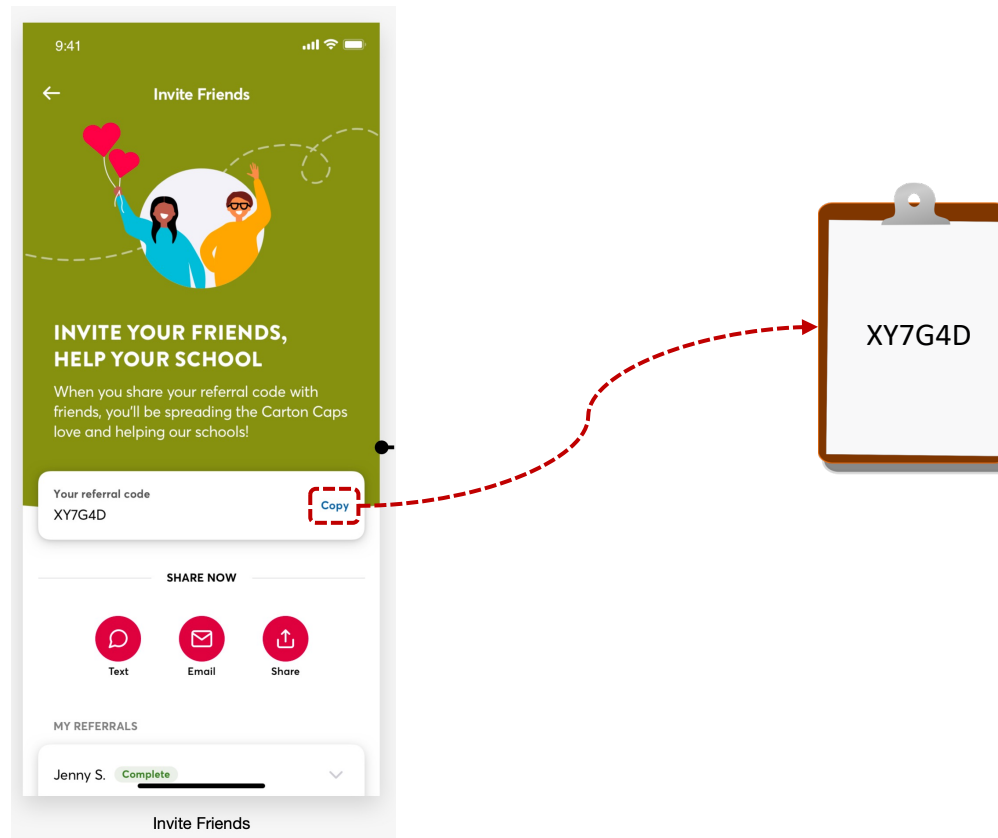 9:41
Invite Friends
INVITE YOUR FRIENDS,
HELP YOUR SCHOOL
When you share your referral code with
friends, you'll be spreading the Carton Caps
love and helping our schools!
Your referral code
XY7G4D
Copy
SHARE NOW
Text
Email
Share
MY REFERRALS
Jenny S.
Complete
Invite Friends
XY7G4D